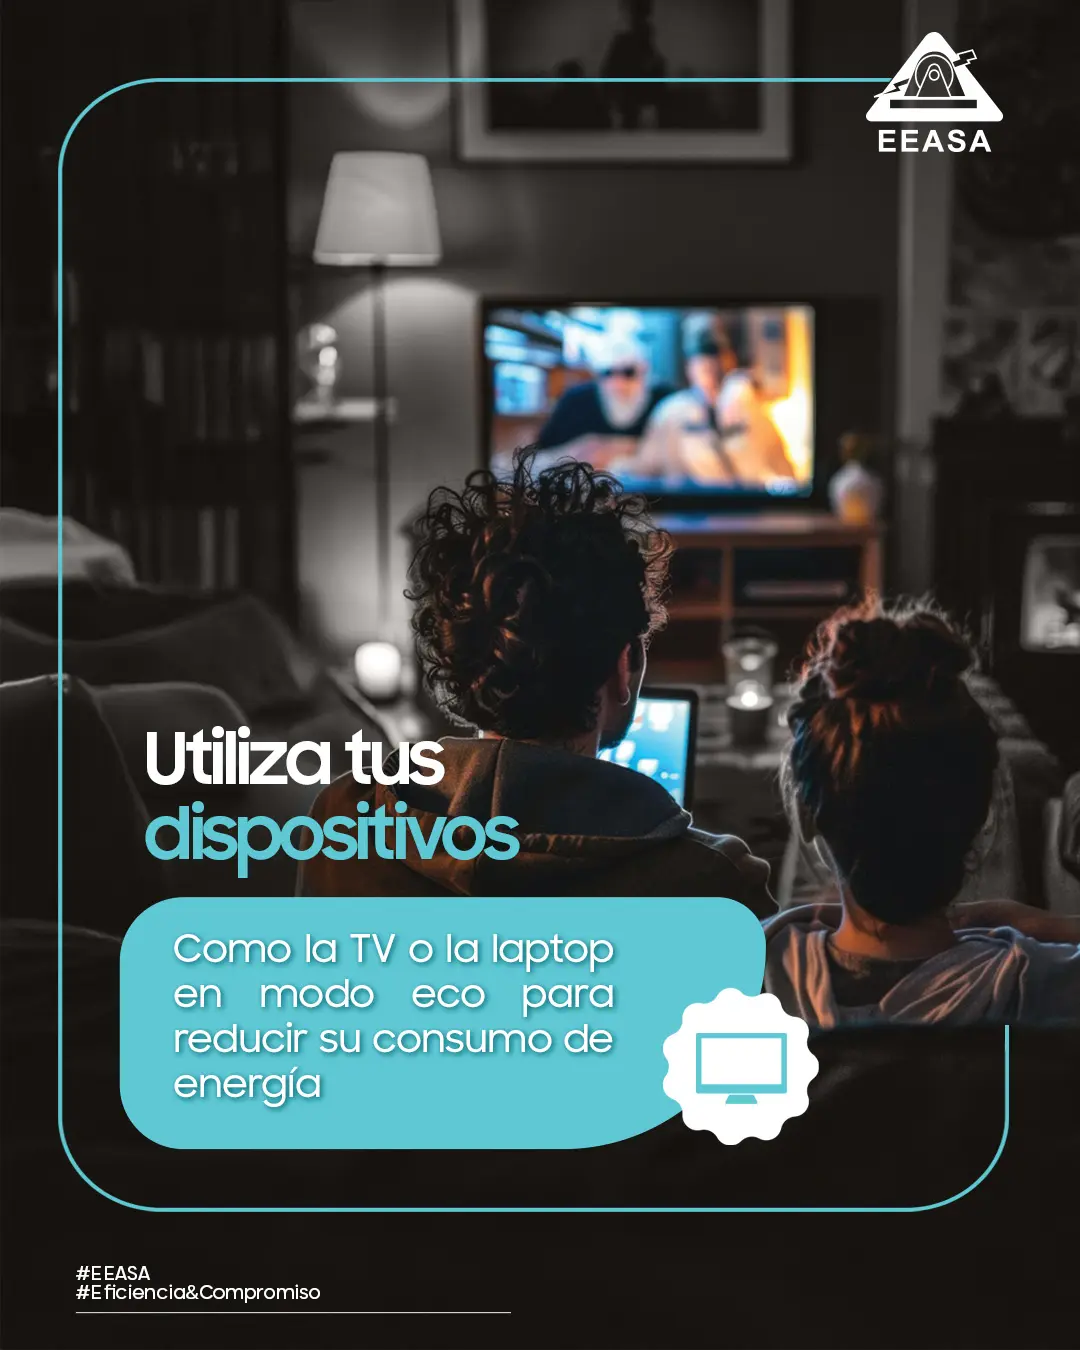 EEASA
Utiliza tus
dispositivos
Como la TV o la laptop
en modo eco para
reducir su consumo de
energía
#EEASA
#Eficiencia&Compromiso